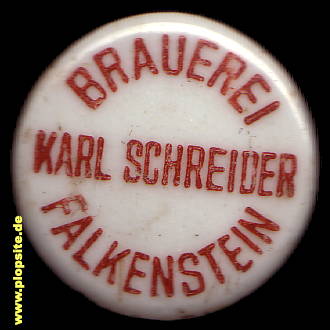 BRAUEREI
KARL SCHREIDER
FALKENSTEIN
www.plopsite.de